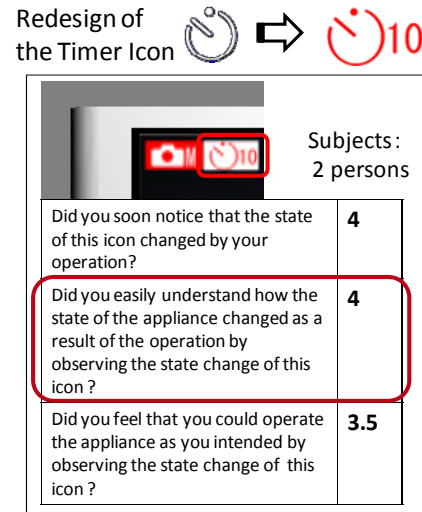 Redesign of
the Timer Icon
10
M 10
Subjects:
2 persons
Did you soon notice that the state
of this icon changed by your
operation?
4
Did you easily understand how the
state of the appliance changed as a
result of the operation by
observing the state change of this
icon ?
4
Did you feel that you could operate
the appliance as you intended by
observing the state change of this
icon ?
3.5